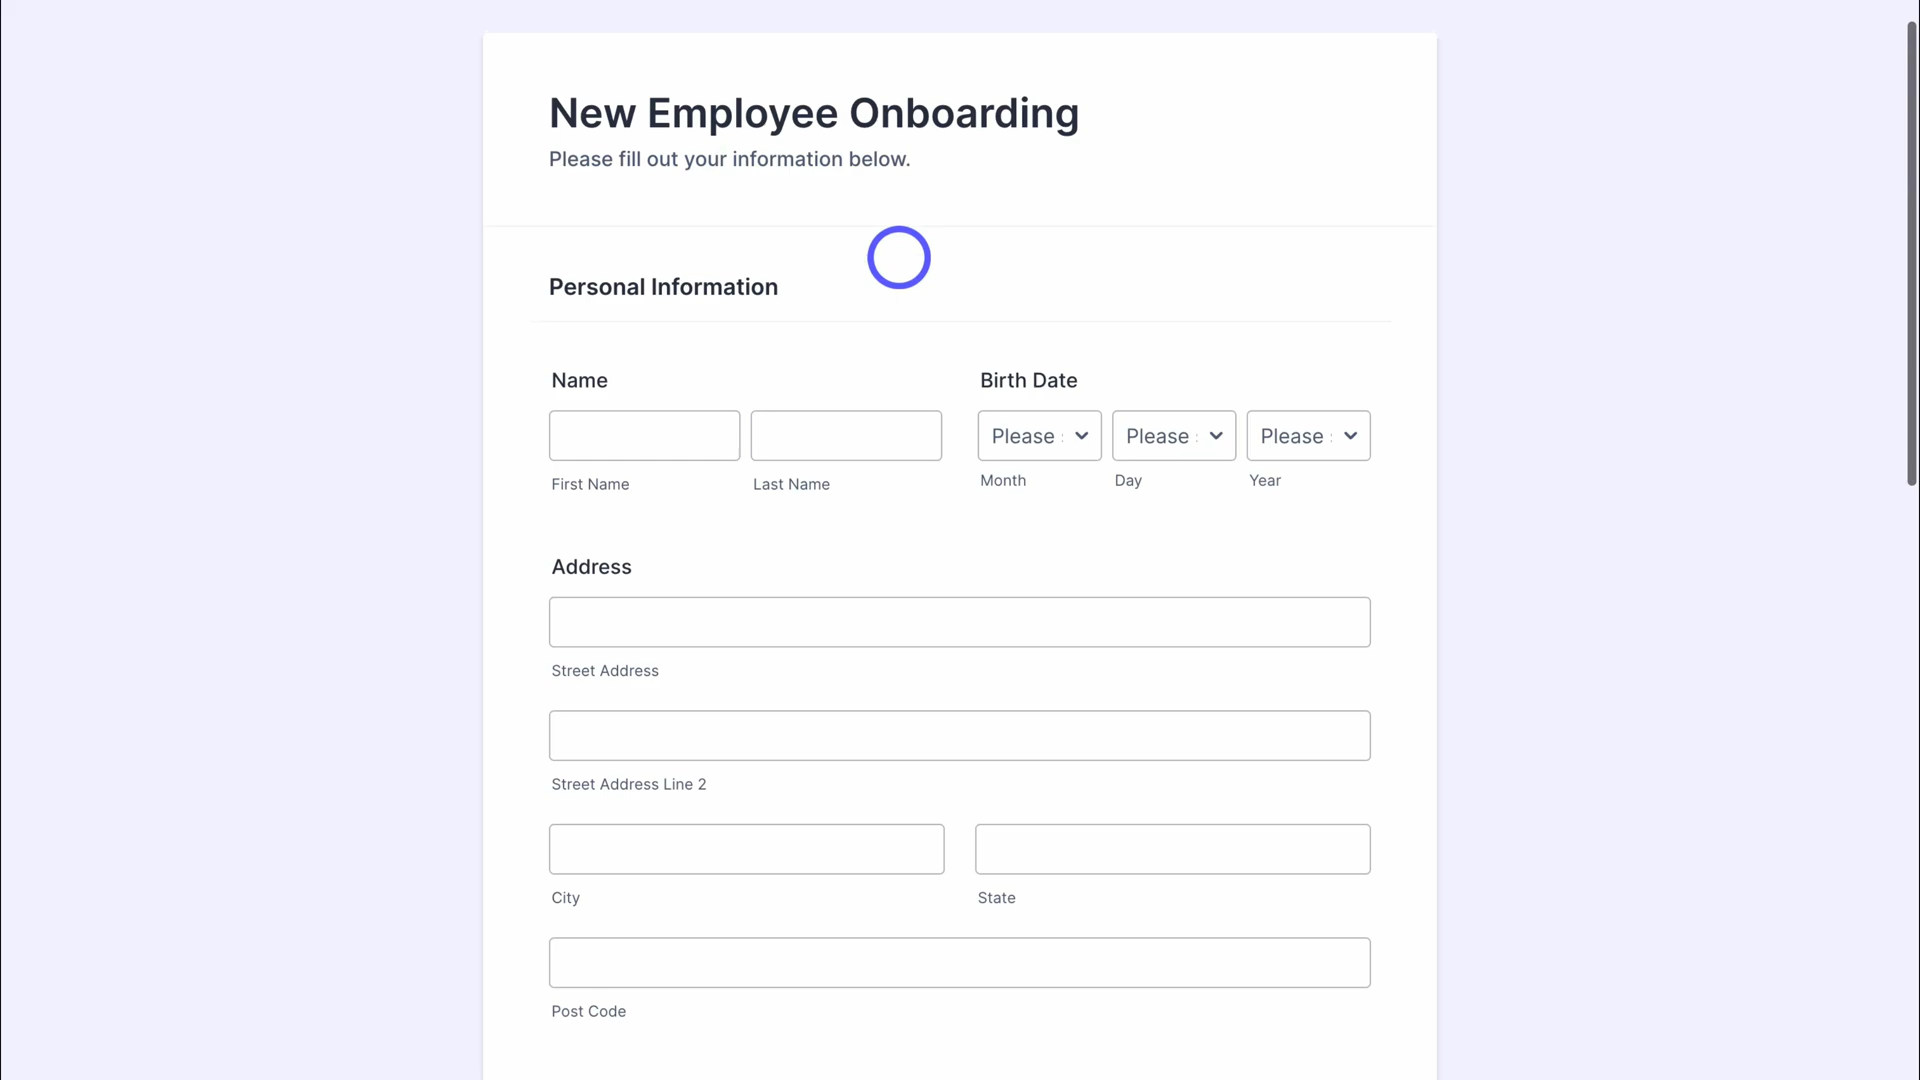 New Employee Onboarding
Please fill out your information below.
Personal Information
Name
Birth Date
Please
Please
Please
First Name
Last Name
Month
Day
Year
Address
Street Address
Street Address Line 2
City
State
Post Code